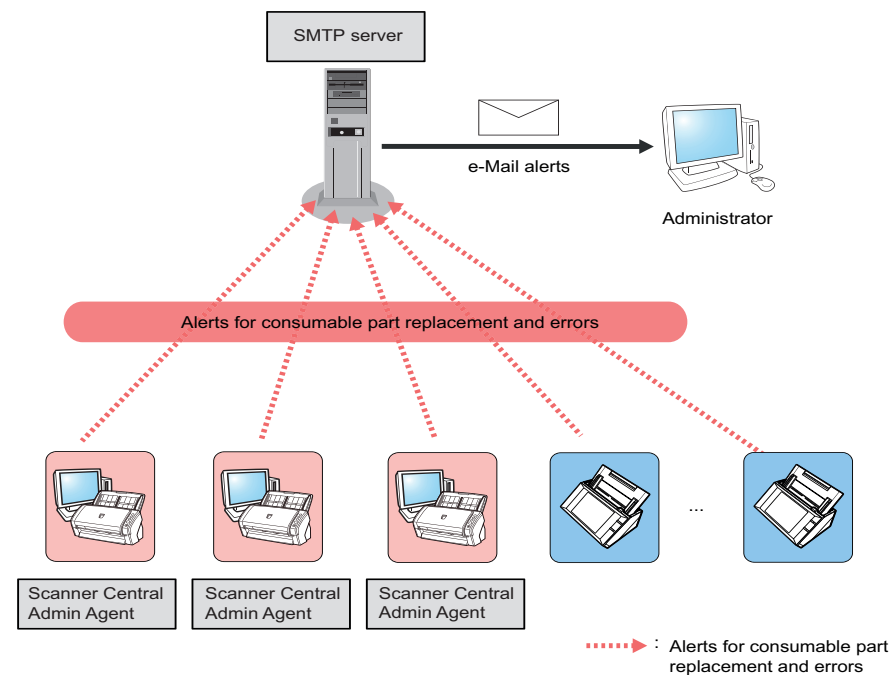 SMTP server
e-Mail alerts
Administrator
Alerts for consumable part replacement and errors
...
Scanner Central
Admin Agent
Scanner Central
Admin Agent
Scanner Central
Admin Agent
: Alerts for consumable part
replacement and errors